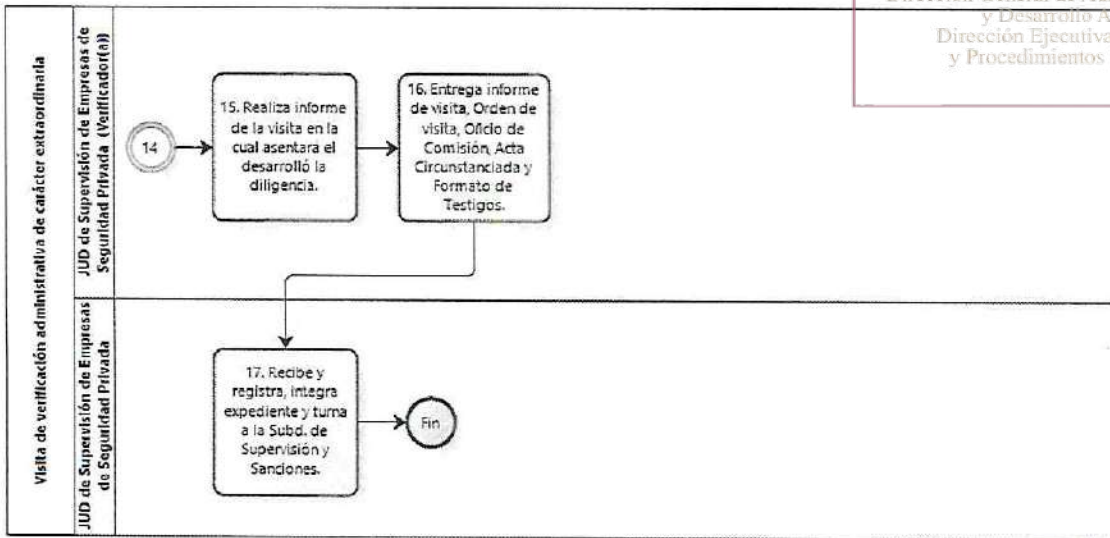 y Desarrollo A
Dirección Ejecutiva
y Procedimientos
Visita de verificación administrativa de carácter extraordinaria
JUD de Supervisión de Empresas de
Seguridad Privada (Verificador(a))
14
15. Realiza informe
de la visita en la
cual asentara el
desarrolló la
diligencia.
16. Entrega informe
de visita, Orden de
visita, Oficio de
Comisión, Acta
Circunstanciada y
Formato de
Testigos.
JUD de Supervisión de Empresas
de Seguridad Privada
17. Recibe y
registra, integra
expediente y turna
a la Subd. de
Supervisión y
Sanciones.
Fin